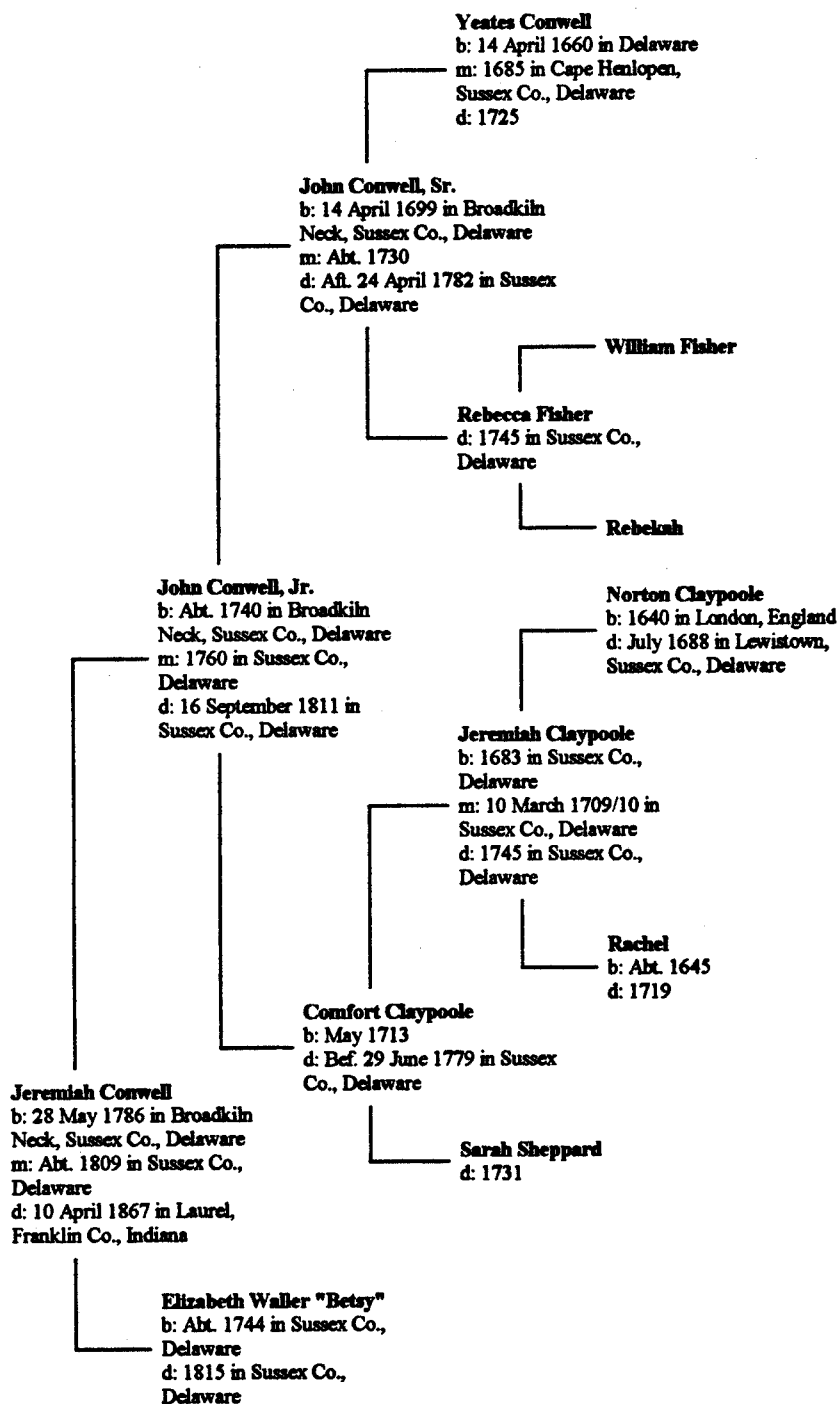 Yeates Conwell
b: 14 April 1660 in Delaware
m: 1685 in Cape Henlopen,
Sussex Co., Delaware
d: 1725
John Conwell, Sr.
b: 14 April 1699 in Broadkiln
Neck, Sussex Co., Delaware
m: Abt. 1730
d: Aft. 24 April 1782 in Sussex
Co., Delaware
William Fisher
Rebecca Fisher
d: 1745 in Sussex Co.,
Delaware
Rebekah
John Conwell, Jr.
b: Abt. 1740 in Broadkiln
Neck, Sussex Co., Delaware
m: 1760 in Sussex Co.,
Delaware
d: 16 September 1811 in
Sussex Co., Delaware
Norton Claypoole
b: 1640 in London, England
d: July 1688 in Lewistown,
Sussex Co., Delaware
Jeremiah Claypoole
b: 1683 in Sussex Co.,
Delaware
m: 10 March 1709/10 in
Sussex Co., Delaware
d: 1745 in Sussex Co.,
Delaware
Rachel
b: Abt. 1645
d: 1719
Comfort Claypoole
b: May 1713
d: Bef. 29 June 1779 in Sussex
Co., Delaware
Sarah Sheppard
d: 1731
Jeremiah Conwell
b: 28 May 1786 in Broadkiln
Neck, Sussex Co., Delaware
m: Abt. 1809 in Sussex Co.,
Delaware
d: 10 April 1867 in Laurel,
Franklin Co., Indiana
Elizabeth Waller "Betsy"
b: Abt. 1744 in Sussex Co.,
Delaware
d: 1815 in Sussex Co.,
Delaware